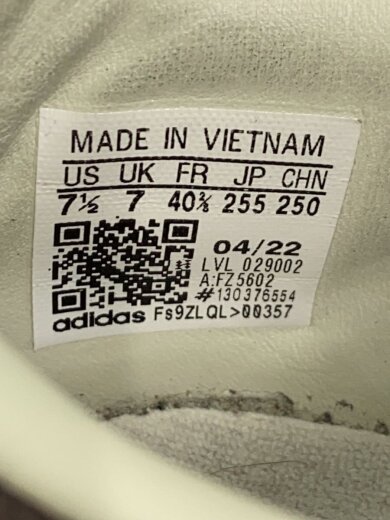 MADE IN VIETNAM
US UK FR JP CHN
7½ 7 40⅔ 255 250
04/22
LVL 029002
A:FZ5602
#130376554
adidas Fs9ZLQL>00357